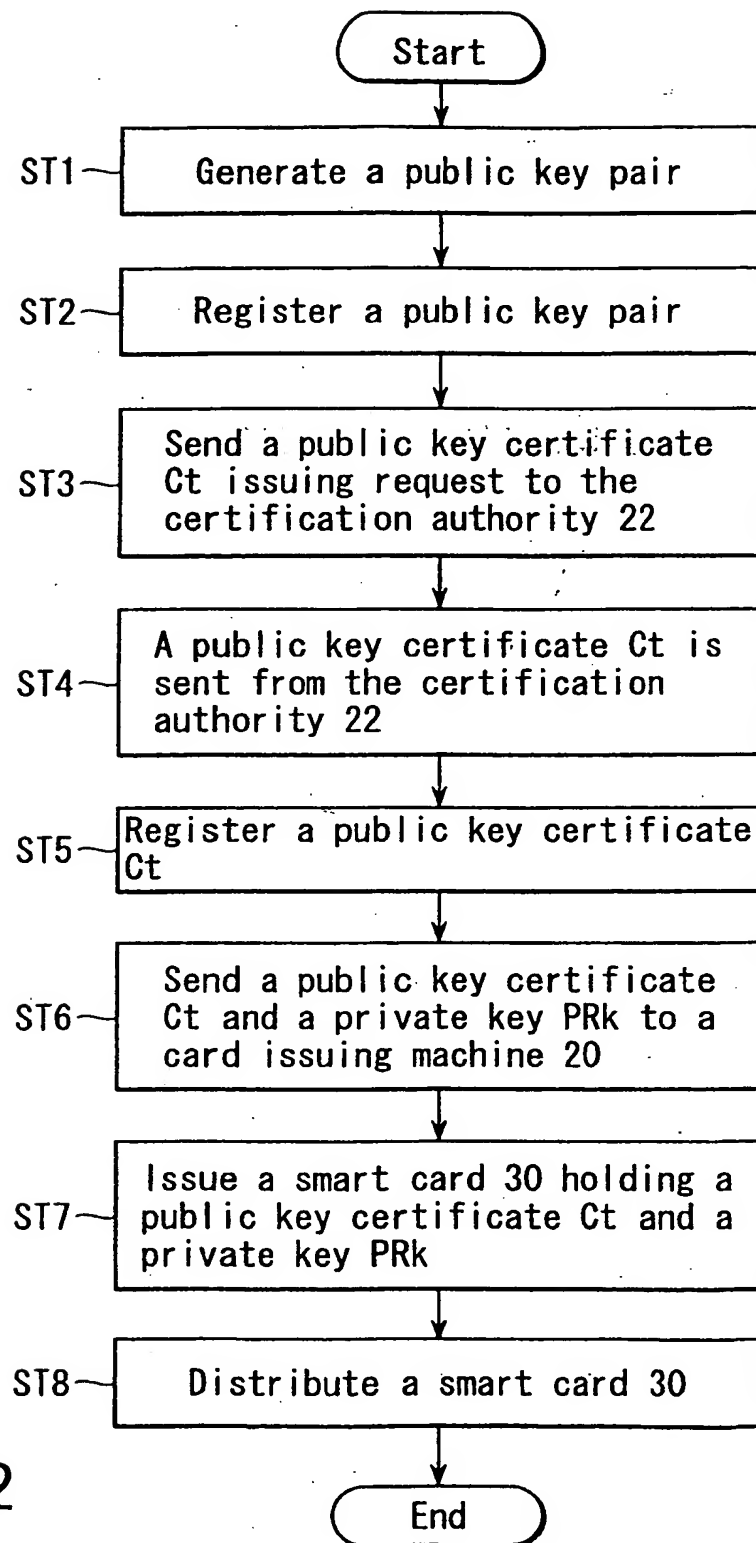 Start
ST1
Generate a public key pair
ST2
Register a public key pair
ST3
Send a public key certificate
Ct issuing request to the
certification authority 22
ST4
A public key certificate Ct is
sent from the certification
authority 22
ST5
Register a public key certificate
Ct
ST6
Send a public key certificate
Ct and a private key PRk to a
card issuing machine 20
ST7
Issue a smart card 30 holding a
public key certificate Ct and a
private key PRk
ST8
Distribute a smart card 30
2
End